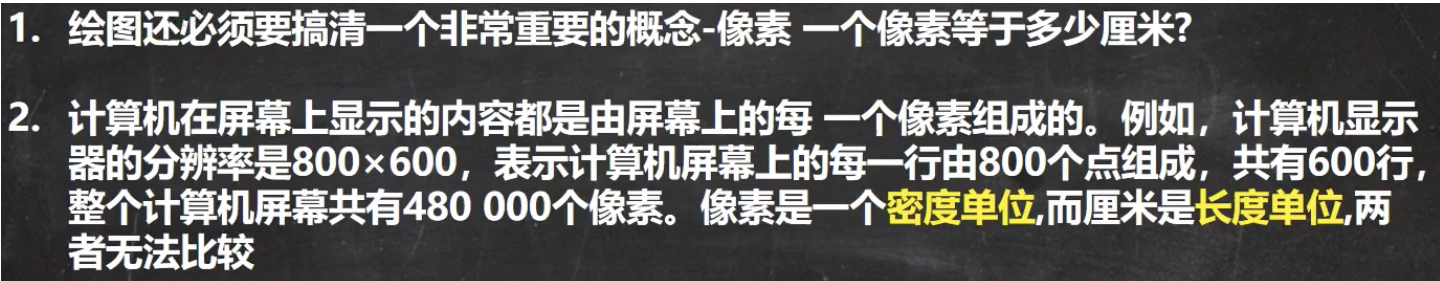 1. 绘图还必须要搞清一个非常重要的概念-像素 一个像素等于多少厘米?
2. 计算机在屏幕上显示的内容都是由屏幕上的每 一个像素组成的。例如，计算机显示
器的分辨率是800×600，表示计算机屏幕上的每一行由800个点组成，共有600行，
整个计算机屏幕共有480 000个像素。像素是一个密度单位,而厘米是长度单位,两
者无法比较